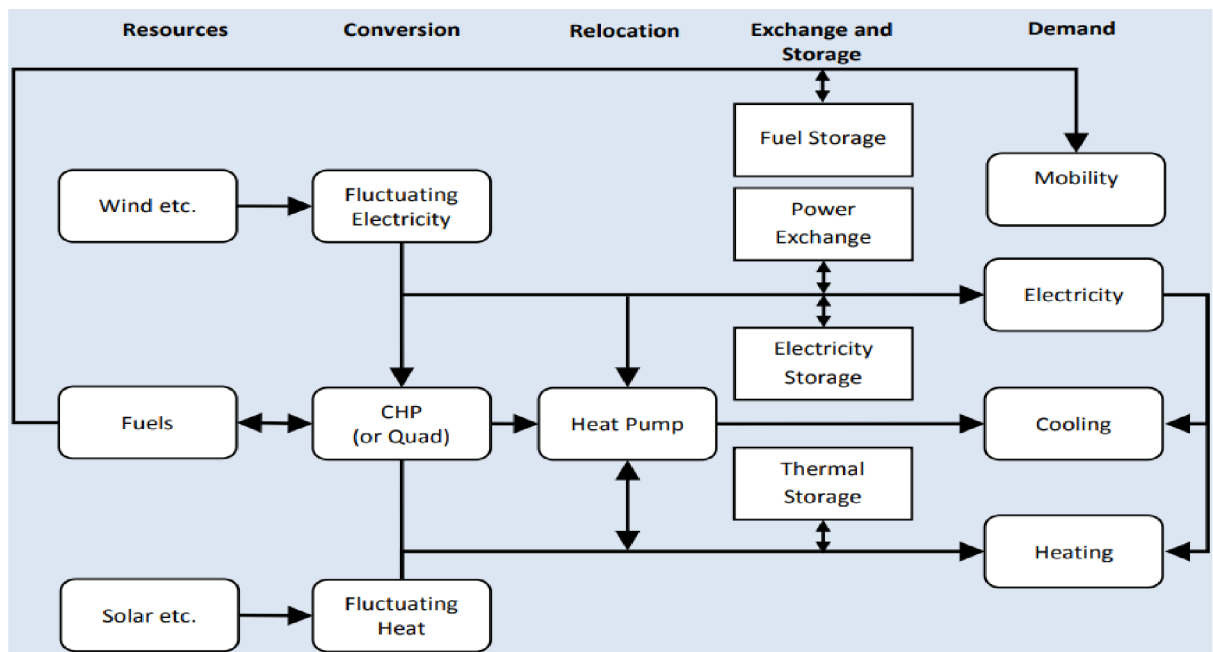 Resources
Conversion
Relocation
Exchange and
Storage
Demand
Fuel Storage
Mobility
Wind etc.
Fluctuating
Electricity
Power
Exchange
Electricity
Electricity
Storage
Fuels
CHP
(or Quad)
Heat Pump
Cooling
Thermal
Storage
Heating
Solar etc.
Fluctuating
Heat